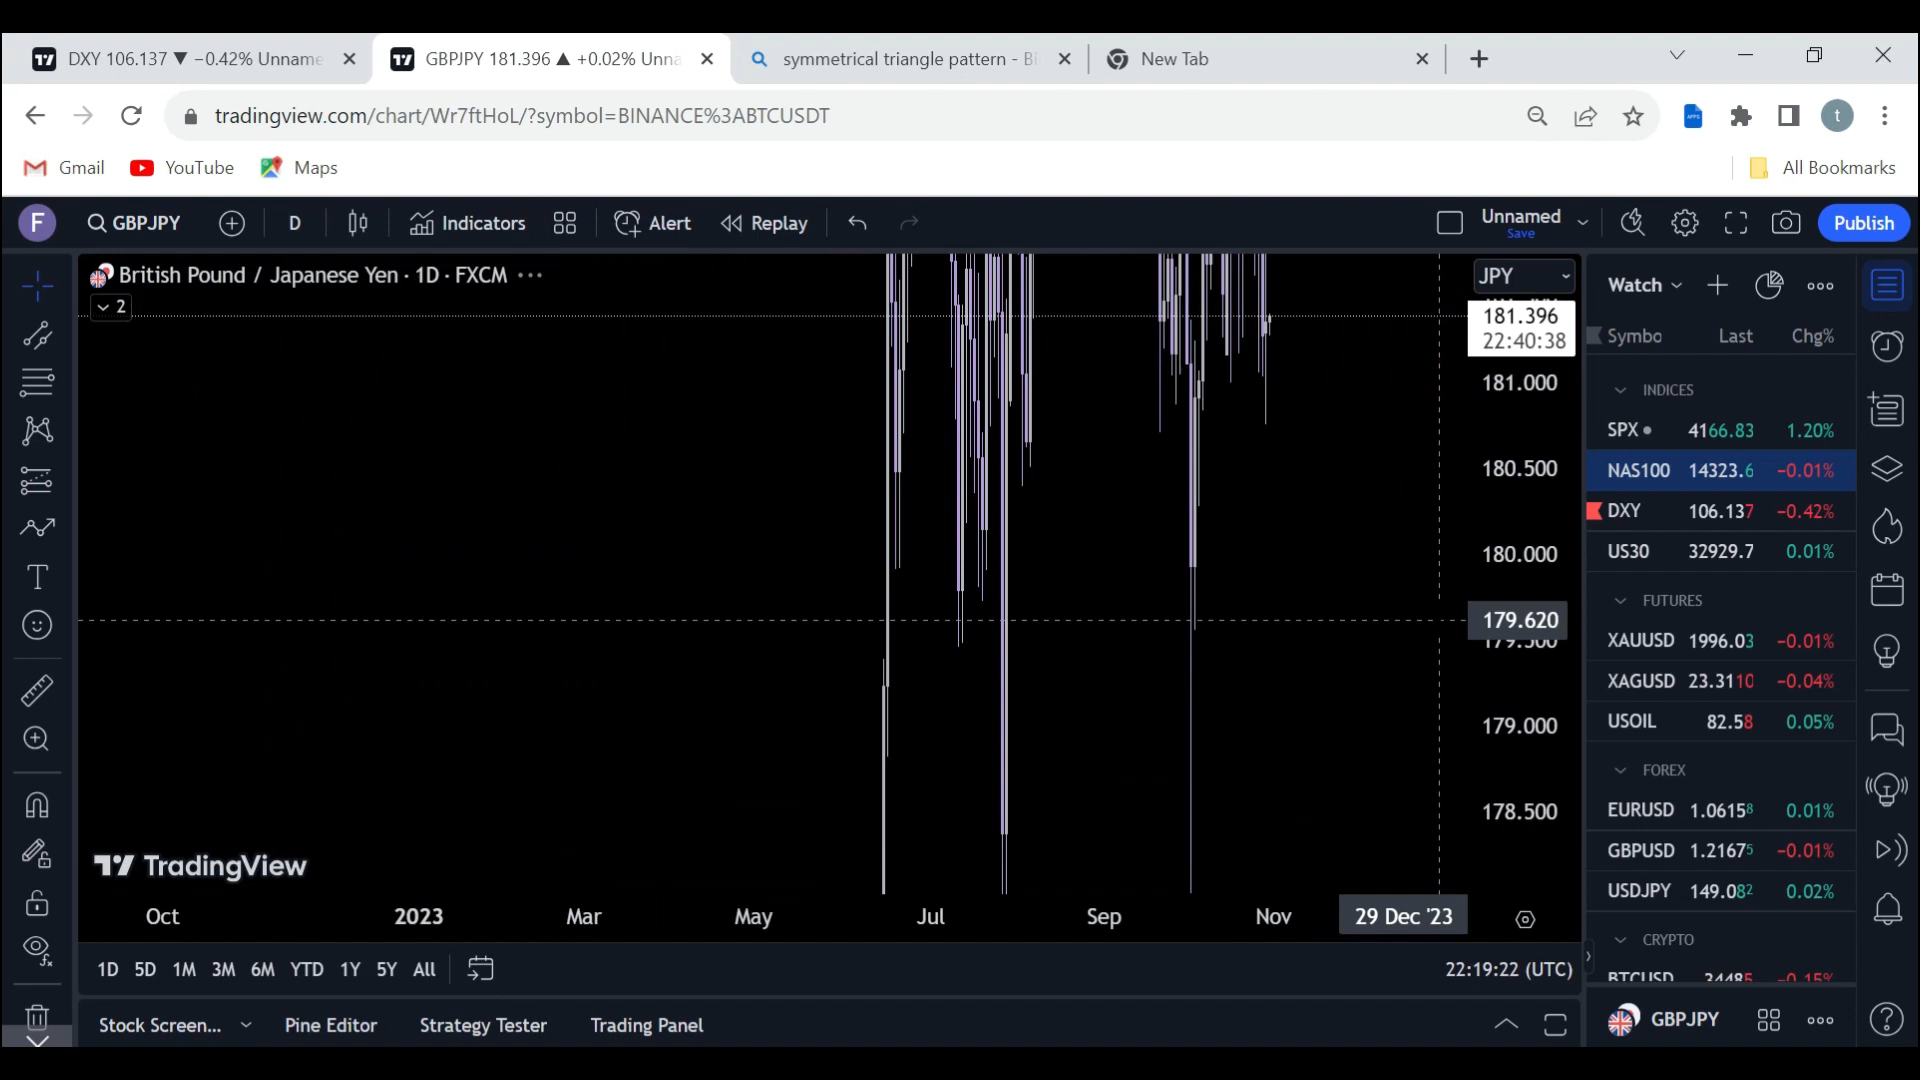 DXY 106.137 ▼ −0.42% Unname
GBPJPY 181.396 ▲ +0.02% Unna
symmetrical triangle pattern - Bi
New Tab
tradingview.com/chart/Wr7ftHoL/?symbol=BINANCE%3ABTCUSDT
APPS
t
Gmail
YouTube
Maps
All Bookmarks
F
GBPJPY
D
Indicators
Alert
Replay
Unnamed
Save
Publish
British Pound / Japanese Yen · 1D · FXCM
2
JPY
181.396
22:40:38
181.000
180.500
180.000
179.620
179.500
179.000
178.500
TradingView
Oct
2023
Mar
May
Jul
Sep
Nov
29 Dec '23
1D
5D
1M
3M
6M
YTD
1Y
5Y
All
22:19:22 (UTC)
Stock Screen...
Pine Editor
Strategy Tester
Trading Panel
Watch
Symbo Last Chg%
INDICES
SPX 4166.83 1.20%
NAS100 14323.6 −0.01%
DXY 106.137 −0.42%
US30 32929.7 0.01%
FUTURES
XAUUSD 1996.03 −0.01%
XAGUSD 23.3110 −0.04%
USOIL 82.58 0.05%
FOREX
EURUSD 1.06158 0.01%
GBPUSD 1.21675 −0.01%
USDJPY 149.082 0.02%
CRYPTO
BTCUSD 34485 −0.15%
GBPJPY